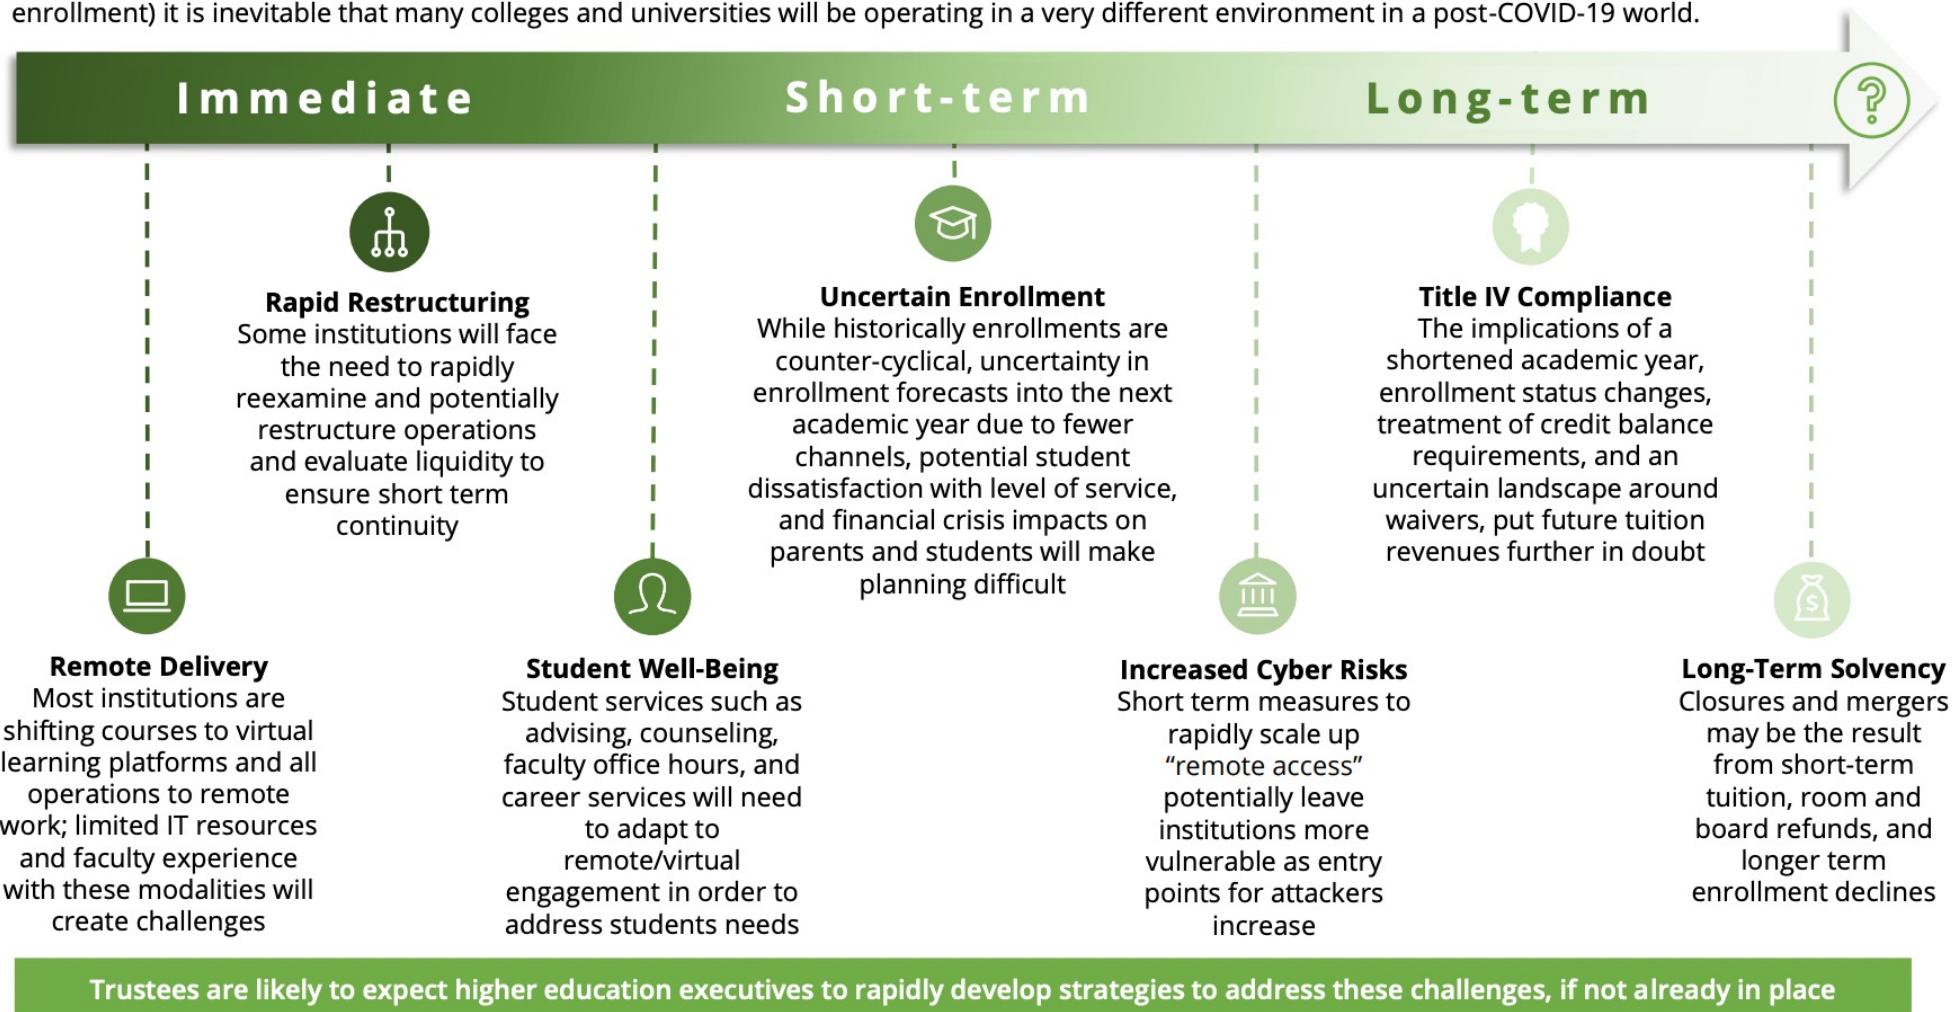 enrollment) it is inevitable that many colleges and universities will be operating in a very different environment in a post-COVID-19 world.
Immediate
Short-term
Long-term
?
Rapid Restructuring
Some institutions will face
the need to rapidly
reexamine and potentially
restructure operations
and evaluate liquidity to
ensure short term
continuity
Uncertain Enrollment
While historically enrollments are
counter-cyclical, uncertainty in
enrollment forecasts into the next
academic year due to fewer
channels, potential student
dissatisfaction with level of service,
and financial crisis impacts on
parents and students will make
planning difficult
Title IV Compliance
The implications of a
shortened academic year,
enrollment status changes,
treatment of credit balance
requirements, and an
uncertain landscape around
waivers, put future tuition
revenues further in doubt
$
Remote Delivery
Most institutions are
shifting courses to virtual
learning platforms and all
operations to remote
work; limited IT resources
and faculty experience
with these modalities will
create challenges
Student Well-Being
Student services such as
advising, counseling,
faculty office hours, and
career services will need
to adapt to
remote/virtual
engagement in order to
address students needs
Increased Cyber Risks
Short term measures to
rapidly scale up
“remote access”
potentially leave
institutions more
vulnerable as entry
points for attackers
increase
Long-Term Solvency
Closures and mergers
may be the result
from short-term
tuition, room and
board refunds, and
longer term
enrollment declines
Trustees are likely to expect higher education executives to rapidly develop strategies to address these challenges, if not already in place